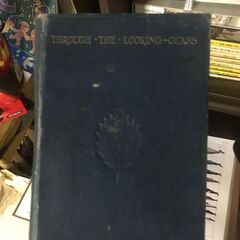 THROUGH · THE · LOOKING-GLASS